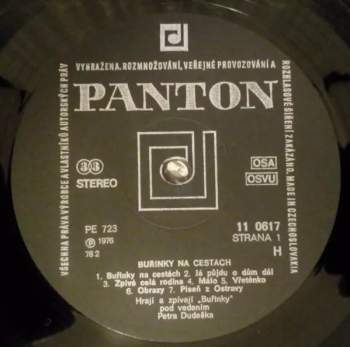 VYHRAŽENA. ROZMNOŽOVÁNÍ, VEŘEJNÉ PROVOZOVÁNÍ A
ROZHLASOVÉ ŠÍŘENÍ ZAKÁZÁNO. MADE IN CZECHOSLOVAKIA
VŠECHNA PRÁVA VÝROBCE A VLASTNÍKŮ AUTORSKÝCH PRÁV
PANTON
33
STEREO
OSA
OSVU
PE 723
℗ 1976
76 2
11 0617
STRANA 1
H
BUŘINKY NA CESTÁCH
1. Buřinky na cestách 2. Já půjdu o dům dál
3. Zpívá celá rodina 4. Málo 5. Vřeténko
6. Obrazy 7. Píseň z Ostravy
Hrají a zpívají „Buřinky"
pod vedením
Petra Dudeška